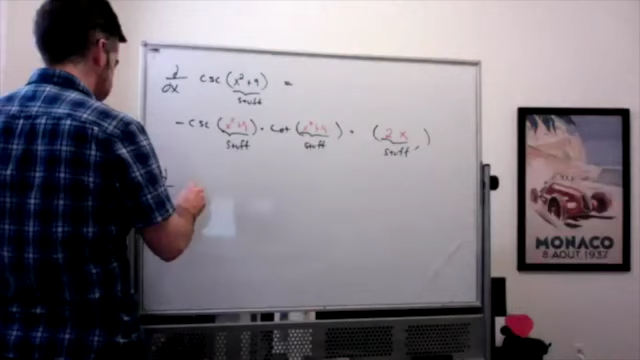 d/dx csc (x²+9) =
stuff
- csc (x²+9) · cot (x²+9) · (2x)
stuff stuff stuff'
d
MONACO
8.AOUT.1937